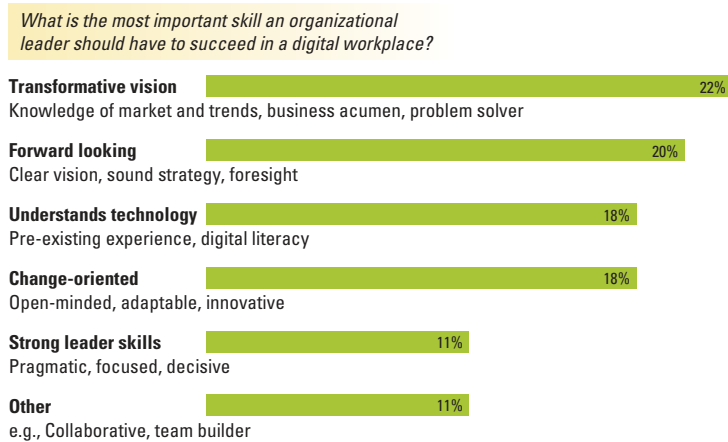 What is the most important skill an organizational
leader should have to succeed in a digital workplace?
Transformative vision 22%
Knowledge of market and trends, business acumen, problem solver
Forward looking 20%
Clear vision, sound strategy, foresight
Understands technology 18%
Pre-existing experience, digital literacy
Change-oriented 18%
Open-minded, adaptable, innovative
Strong leader skills 11%
Pragmatic, focused, decisive
Other 11%
e.g., Collaborative, team builder